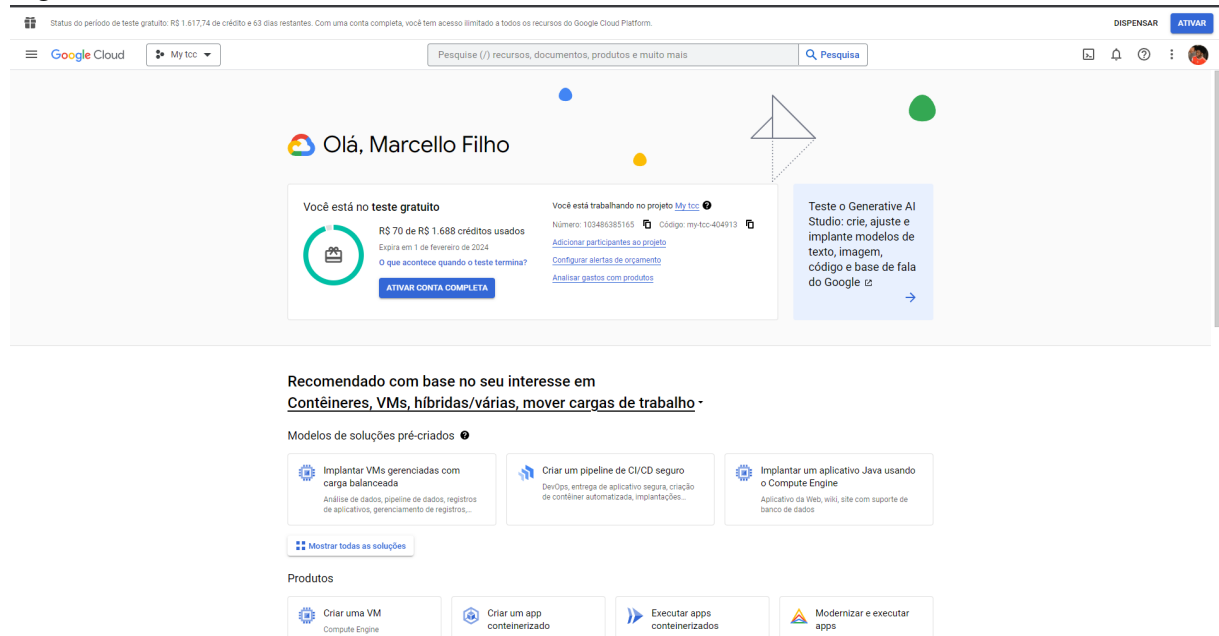 Status do período de teste gratuito: R$ 1.617,74 de crédito e 63 dias restantes. Com uma conta completa, você tem acesso ilimitado a todos os recursos do Google Cloud Platform.
DISPENSAR
ATIVAR
Google Cloud
My tcc
Pesquise (/) recursos, documentos, produtos e muito mais
Pesquisa
Olá, Marcello Filho
Você está no teste gratuito
R$ 70 de R$ 1.688 créditos usados
Expira em 1 de fevereiro de 2024
O que acontece quando o teste termina?
ATIVAR CONTA COMPLETA
Você está trabalhando no projeto My tcc
Número: 103486385165 Código: my-tcc-404913
Adicionar participantes ao projeto
Configurar alertas de orçamento
Analisar gastos com produtos
Teste o Generative AI
Studio: crie, ajuste e
implante modelos de
texto, imagem,
código e base de fala
do Google
Recomendado com base no seu interesse em
Contêineres, VMs, híbridas/várias, mover cargas de trabalho
Modelos de soluções pré-criados
Implantar VMs gerenciadas com
carga balanceada
Análise de dados, pipeline de dados, registros
de aplicativos, gerenciamento de registros,...
Criar um pipeline de CI/CD seguro
DevOps, entrega de aplicativo segura, criação
de contêiner automatizada, implantações...
Implantar um aplicativo Java usando
o Compute Engine
Aplicativo da Web, wiki, site com suporte de
banco de dados
Mostrar todas as soluções
Produtos
Criar uma VM
Compute Engine
Criar um app
conteinerizado
Executar apps
conteinerizados
Modernizar e executar
apps